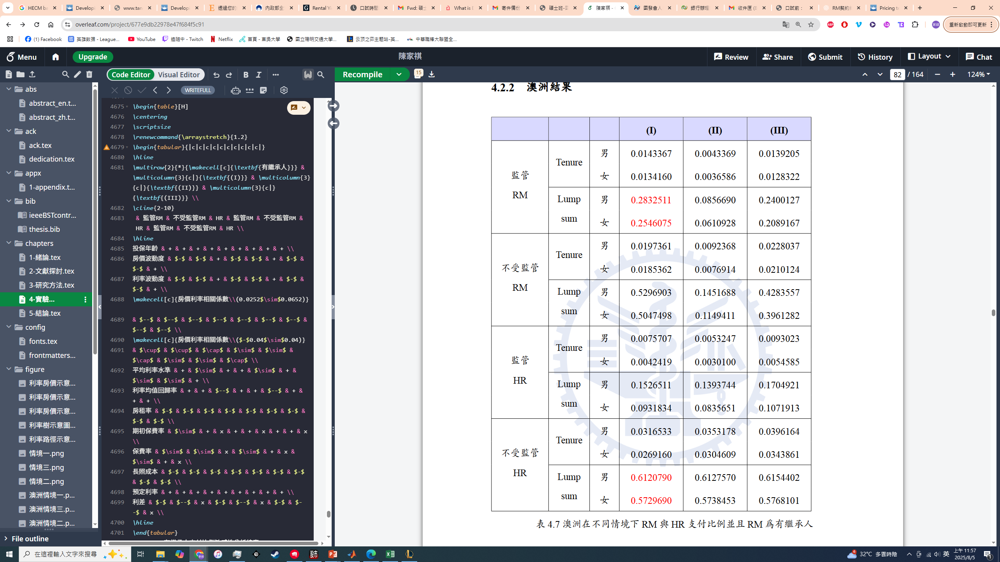 HECM ba
Developi
www.tan
Developi
透過您的
內政部全
Rental Yi
口試時間
Fwd: 碩士
What is E
寄件備份
碩士班-國
陳家祺 -
國發會人
銀行辦理
收件匣 (8
口試前：
RM契約
Pricing te
overleaf.com/project/677e9db22978e47f684f5c91
重新啟動即可更新
(1) Facebook
英雄数据 - League...
YouTube
追隨中 - Twitch
Netflix
首頁 - 東吳大學
國立陽明交通大學...
云顶之弈主题站-英...
中華職棒大聯盟全...
Menu
Upgrade
陳家祺
Review
Share
Submit
History
Layout
Chat
Code Editor
Visual Editor
Recompile
15
82 / 164
124%
WRITEFULL
abs
abstract_en.t...
abstract_zh.t...
ack
ack.tex
dedication.tex
appx
1-appendix.t...
bib
ieeeBSTcontr...
thesis.bib
chapters
1-緒論.tex
2-文獻探討.tex
3-研究方法.tex
4-實驗...
5-結論.tex
config
fonts.tex
frontmatters...
figure
利率房價示意...
利率房價示意...
利率房價示意...
利率樹示意圖...
利率路徑示意...
情境一.png
情境三.png
情境二.png
澳洲情境一.p...
澳洲情境三.p...
澳洲情境二.p...
File outline
4675 \begin{table}[H]
4676 \centering
4677 \scriptsize
4678 \renewcommand{\arraystretch}{1.2}
4679 \begin{tabular}{|c|c|c|c|c|c|c|c|c|c|}
4680 \hline
4681 \multirow{2}{*}{\makecell[c]{\textbf{有繼承人}}} &
\multicolumn{3}{c|}{\textbf{(I)}} & \multicolumn{3}
{c|}{\textbf{(II)}} & \multicolumn{3}{c|}
{\textbf{(III)}} \\
4682 \cline{2-10}
4683 & 監管RM & 不受監管RM & HR & 監管RM & 不受監管RM &
HR & 監管RM & 不受監管RM & HR \\
4684 \hline
4685 投保年齡 & + & + & + & + & + & + & + & + & + \\
4686 房價波動度 & $-$ & $-$ & + & $-$ & $-$ & + & $-$ &
$-$ & + \\
4687 利率波動度 & $-$ & $-$ & + & $-$ & $-$ & + & $-$ &
$-$ & + \\
4688 \makecell[c]{房價利率相關係數\\(0.0252$\sim$0.0652)}
4689 & $--$ & $--$ & $--$ & $--$ & $--$ & $--$ & $--$ &
$--$ & $--$ \\
4690 \makecell[c]{房價利率相關係數\\($-$0.04$\sim$0.04)}
4691 & $\cup$ & $\cup$ & $\cap$ & $\sim$ & $\sim$ &
$\cap$ & $\sim$ & $\sim$ & $\cap$ \\
4692 平均利率水準 & + & $\sim$ & + & + & $\sim$ & + &
$\sim$ & $\sim$ & + \\
4693 利率均值回歸率 & + & + & $--$ & + & + & $--$ & + &
+ & + \\
4694 房租率 & $-$ & $-$ & $-$ & $-$ & $-$ & $-$ & $-$ &
$-$ & $-$ \\
4695 期初保費率 & $\sim$ & + & x & + & + & x & + & + & x
\\
4696 保費率 & $\sim$ & $\sim$ & x & $\sim$ & + & x &
$\sim$ & + & x \\
4697 長照成本 & $-$ & $-$ & $-$ & $-$ & $-$ & $-$ & $-$
& $-$ & $-$ \\
4698 預定利率 & + & + & + & + & + & + & + & + & + \\
4699 利差 & $-$ & $--$ & x & $-$ & $--$ & x & $-$ & $-
-$ & x \\
4700 \hline
4701 \end{tabular}
4.2.2 澳洲結果
(I) (II) (III)
監管 RM
Tenure
男 0.0143367 0.0043369 0.0139205
女 0.0134160 0.0036586 0.0128322
Lump sum
男 0.2832511 0.0856690 0.2400127
女 0.2546075 0.0610928 0.2089167
不受監管 RM
Tenure
男 0.0197361 0.0092368 0.0228037
女 0.0185362 0.0076914 0.0210124
Lump sum
男 0.5296903 0.1451688 0.4283557
女 0.5047498 0.1149411 0.3961282
監管 HR
Tenure
男 0.0075707 0.0053247 0.0093023
女 0.0042419 0.0030100 0.0054585
Lump sum
男 0.1526511 0.1393744 0.1704921
女 0.0931834 0.0835651 0.1071913
不受監管 HR
Tenure
男 0.0316533 0.0353178 0.0396164
女 0.0269160 0.0304609 0.0343861
Lump sum
男 0.6120790 0.6127570 0.6154402
女 0.5729690 0.5738453 0.5768101
表 4.7 澳洲在不同情境下 RM 與 HR 支付比例並且 RM 為有繼承人
在這裡輸入文字來搜尋
32°C 多雲時陰
英
上午 11:57
2025/8/5